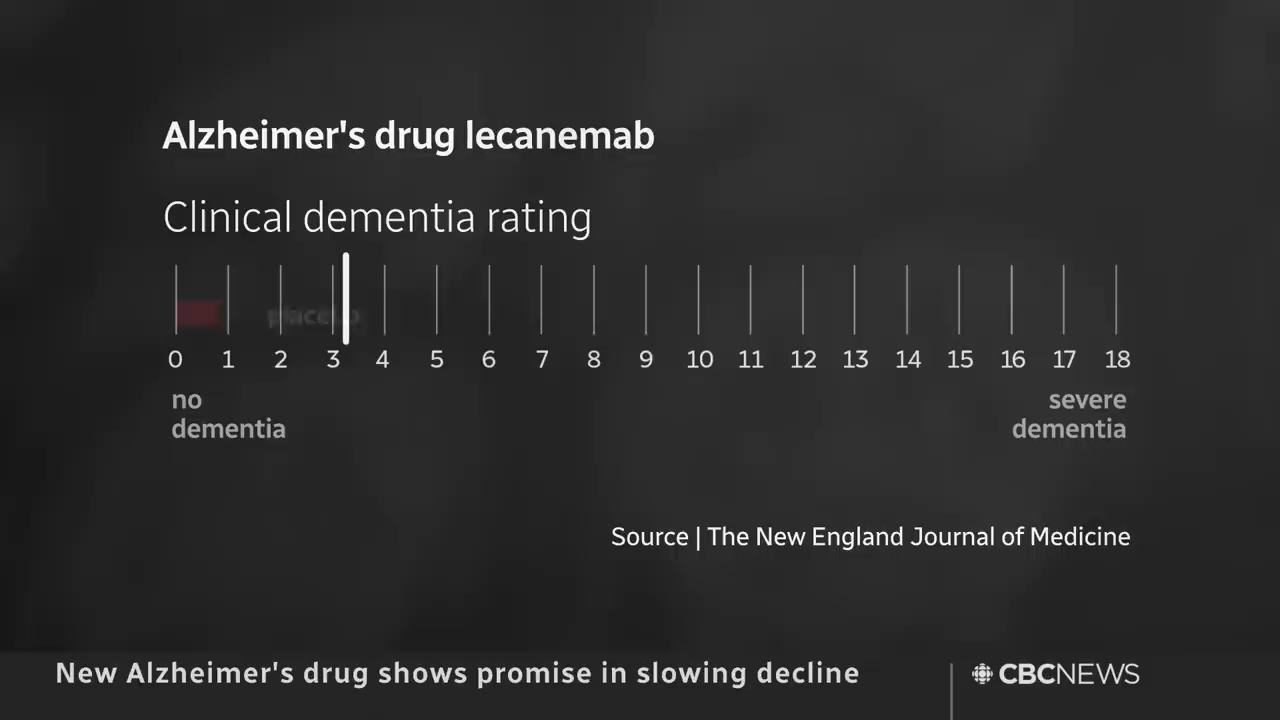 Alzheimer's drug lecanemab
Clinical dementia rating
placebo
0 1 2 3 4 5 6 7 8 9 10 11 12 13 14 15 16 17 18
no
dementia
severe
dementia
Source | The New England Journal of Medicine
New Alzheimer's drug shows promise in slowing decline
CBCNEWS